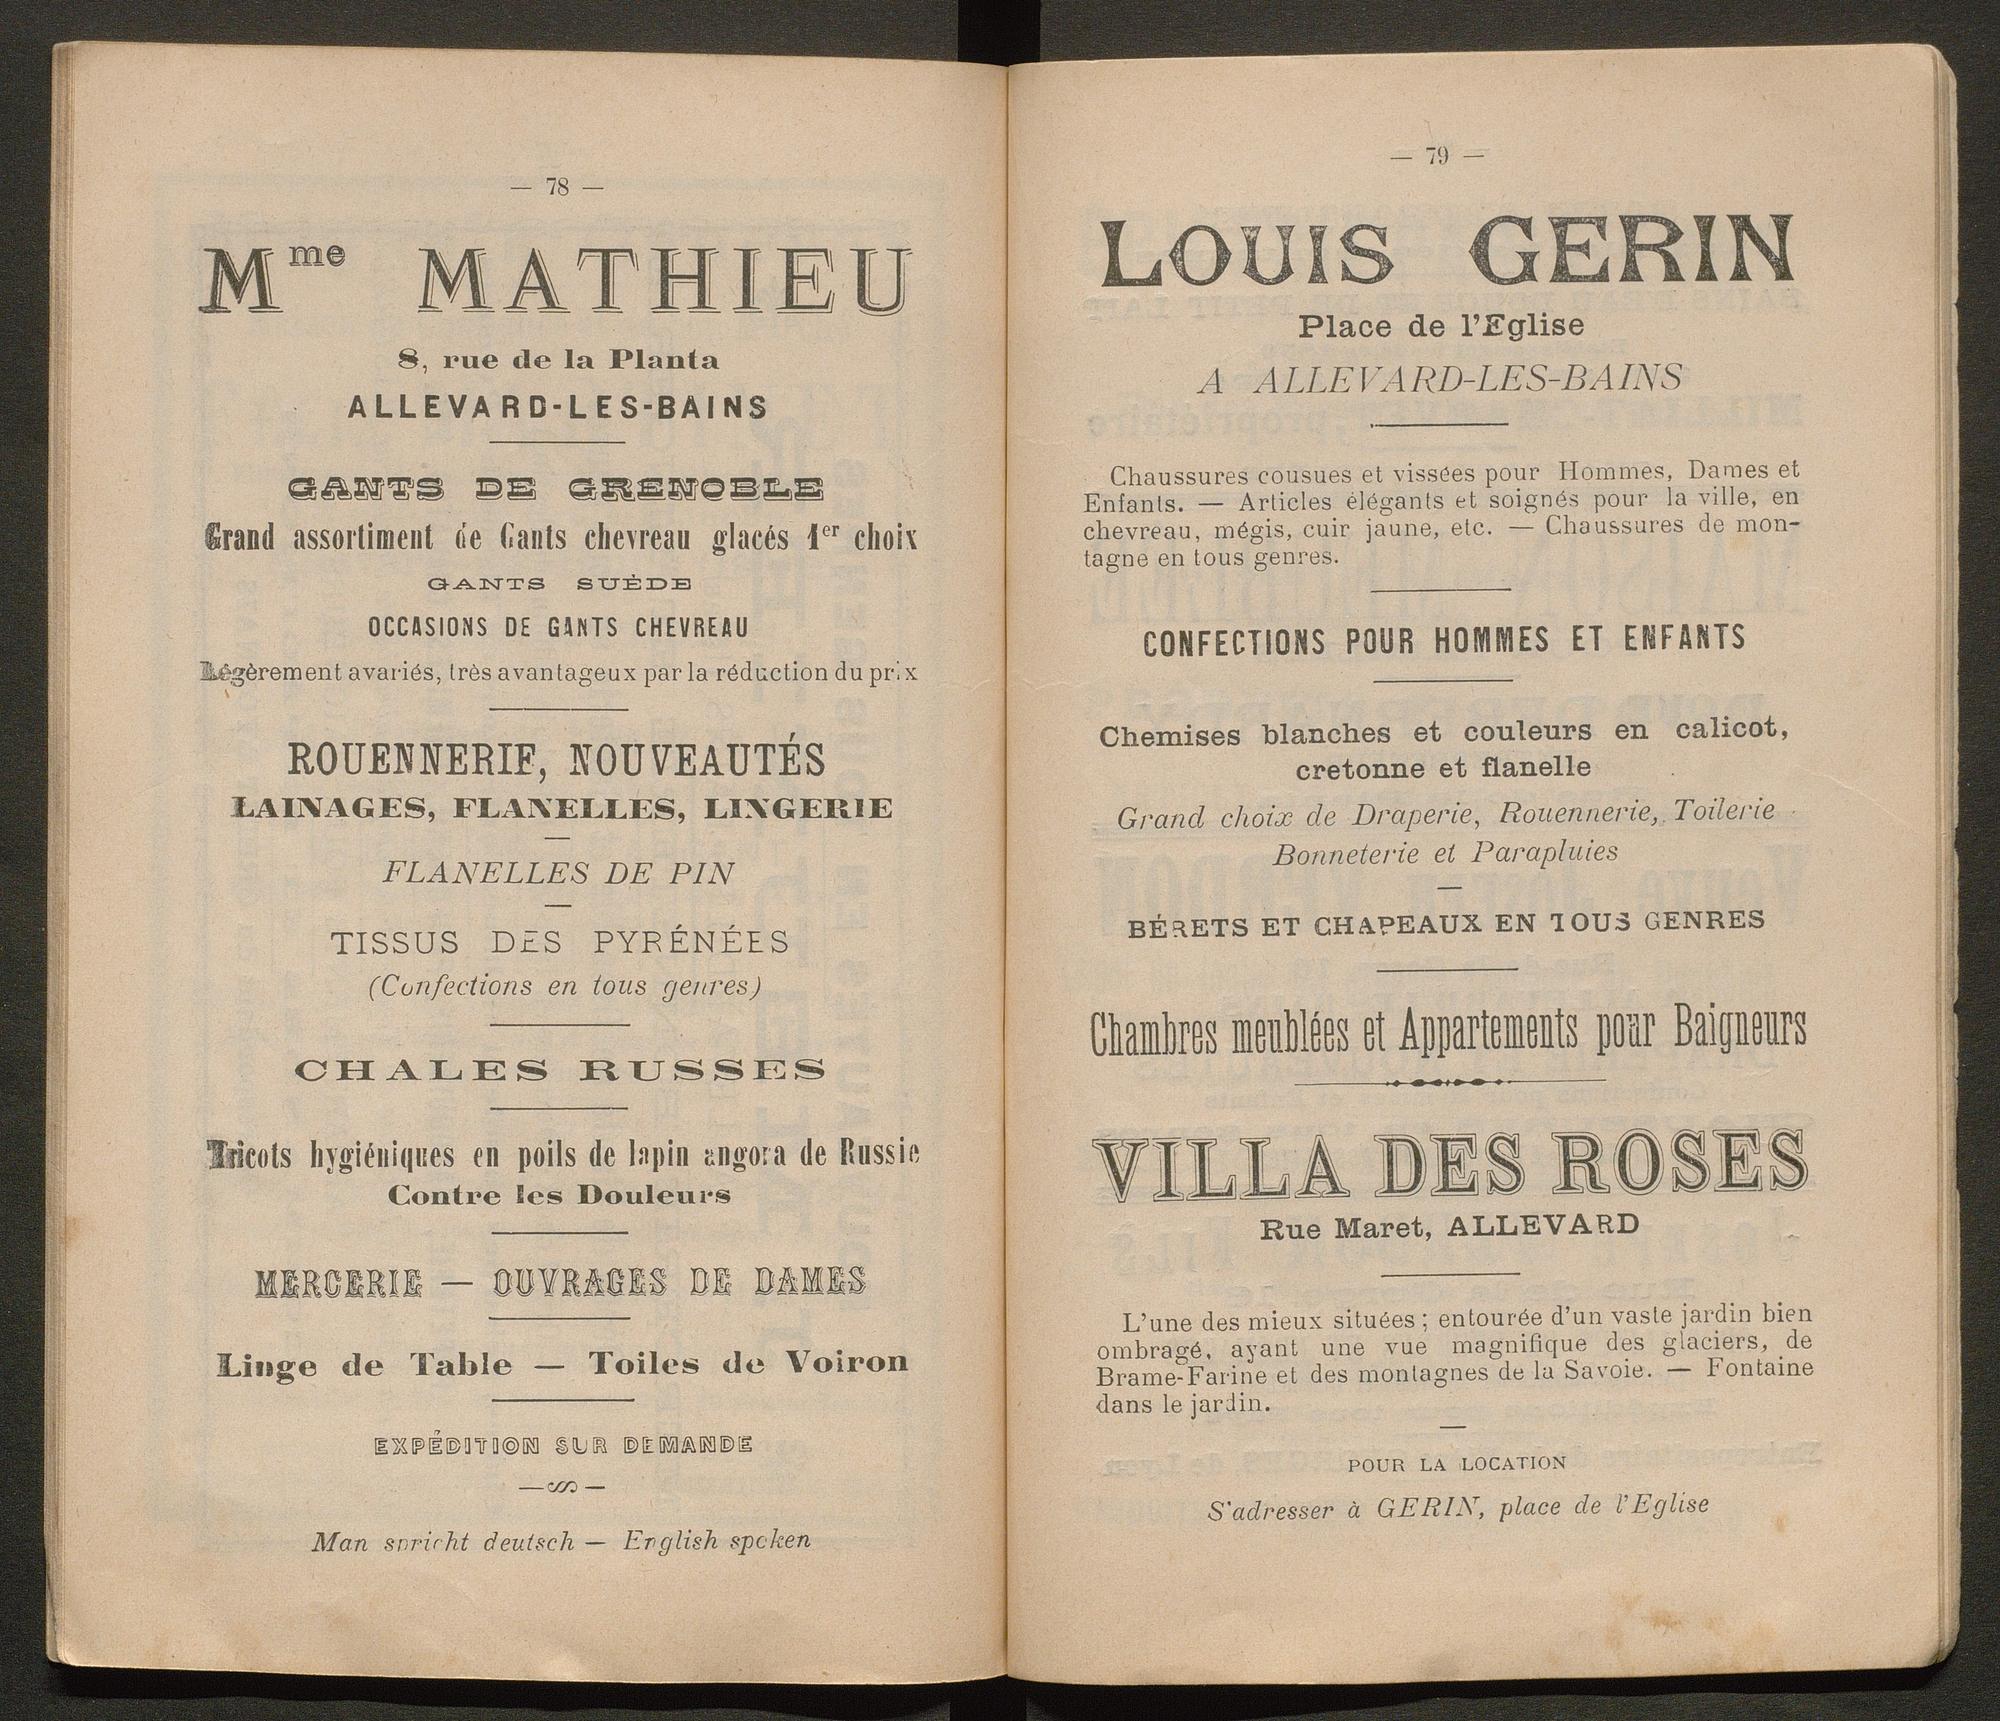 — 78 —
Mme MATHIEU
8, rue de la Planta
ALLEVARD-LES-BAINS
GANTS DE GRENOBLE
Grand assortiment de Gants chevreau glacés 1er choix
GANTS SUÈDE
OCCASIONS DE GANTS CHEVREAU
Légèrement avariés, très avantageux par la réduction du prix
ROUENNERIE, NOUVEAUTÉS
LAINAGES, FLANELLES, LINGERIE
FLANELLES DE PIN
TISSUS DES PYRÉNÉES
(Confections en tous genres)
CHALES RUSSES
Tricots hygiéniques en poils de lapin angora de Russie
Contre les Douleurs
MERCERIE — OUVRAGES DE DAMES
Linge de Table — Toiles de Voiron
EXPÉDITION SUR DEMANDE
Man spricht deutsch — English spoken
— 79 —
LOUIS GERIN
Place de l'Eglise
A ALLEVARD-LES-BAINS
Chaussures cousues et vissées pour Hommes, Dames et
Enfants. — Articles élégants et soignés pour la ville, en
chevreau, mégis, cuir jaune, etc. — Chaussures de mon-
tagne en tous genres.
CONFECTIONS POUR HOMMES ET ENFANTS
Chemises blanches et couleurs en calicot,
cretonne et flanelle
Grand choix de Draperie, Rouennerie, Toilerie
Bonneterie et Parapluies
BÉRETS ET CHAPEAUX EN TOUS GENRES
Chambres meublées et Appartements pour Baigneurs
VILLA DES ROSES
Rue Maret, ALLEVARD
L'une des mieux situées ; entourée d'un vaste jardin bien
ombragé, ayant une vue magnifique des glaciers, de
Brame-Farine et des montagnes de la Savoie. — Fontaine
dans le jardin.
POUR LA LOCATION
S'adresser à GERIN, place de l'Eglise